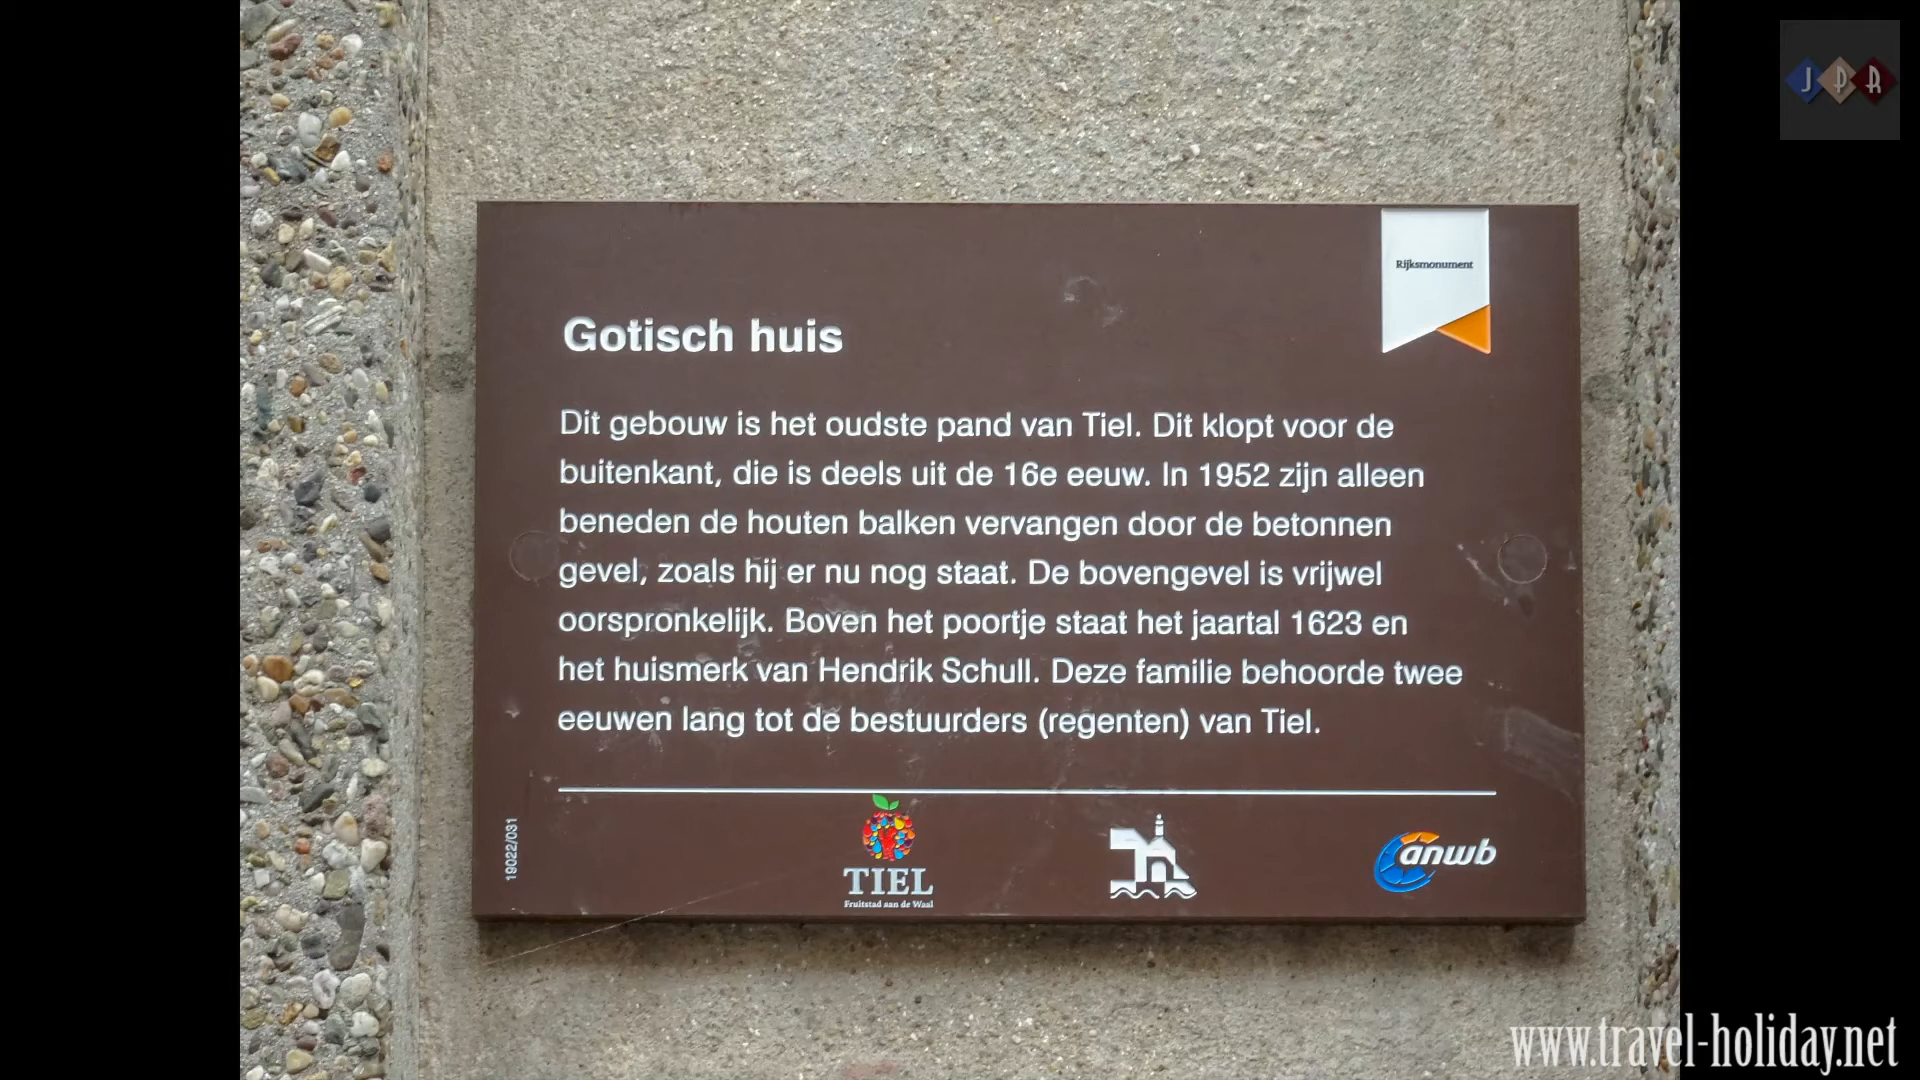 JPR
Rijksmonument
Gotisch huis
Dit gebouw is het oudste pand van Tiel. Dit klopt voor de
buitenkant, die is deels uit de 16e eeuw. In 1952 zijn alleen
beneden de houten balken vervangen door de betonnen
gevel, zoals hij er nu nog staat. De bovengevel is vrijwel
oorspronkelijk. Boven het poortje staat het jaartal 1623 en
het huismerk van Hendrik Schull. Deze familie behoorde twee
eeuwen lang tot de bestuurders (regenten) van Tiel.
19022/031
TIEL
Fruitstad aan de Waal
anwb
www.travel-holiday.net